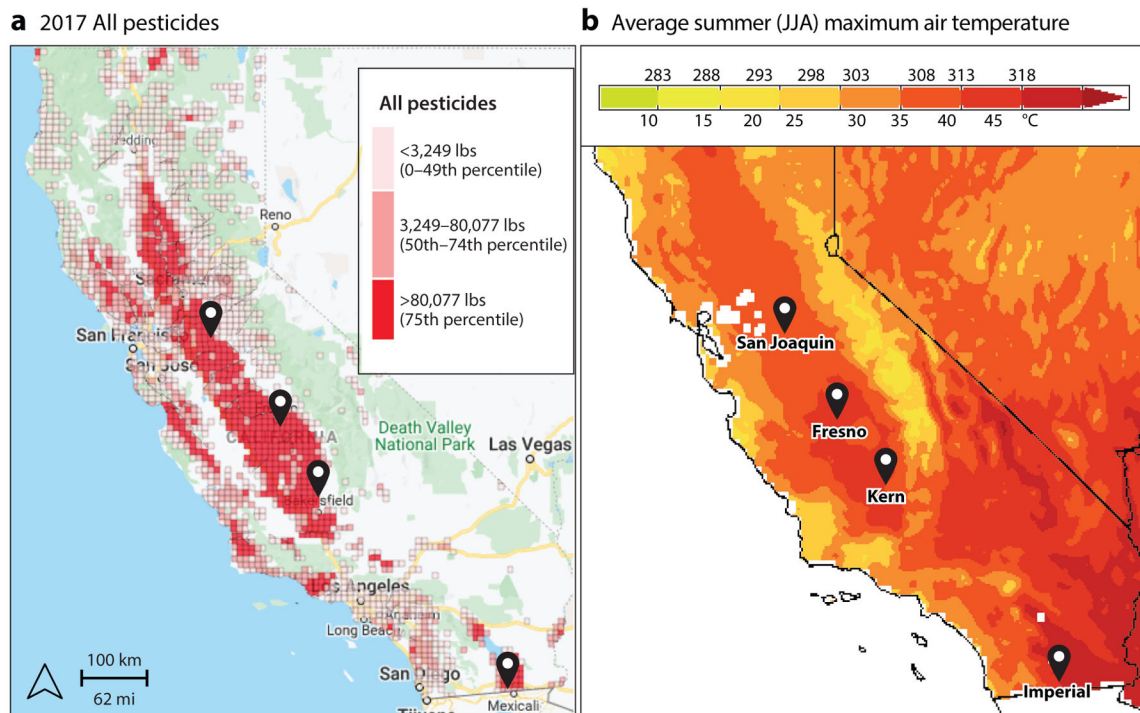 a 2017 All pesticides
All pesticides
<3,249 lbs
(0–49th percentile)
3,249–80,077 lbs
(50th–74th percentile)
>80,077 lbs
(75th percentile)
Reno
San Francisco
San Jose
Death Valley
National Park
Las Vegas
Bakersfield
Los Angeles
Anaheim
Long Beach
San Diego
Mexicali
Tijuana
100 km
62 mi
b Average summer (JJA) maximum air temperature
283 288 293 298 303 308 313 318
10 15 20 25 30 35 40 45 °C
San Joaquin
Fresno
Kern
Imperial